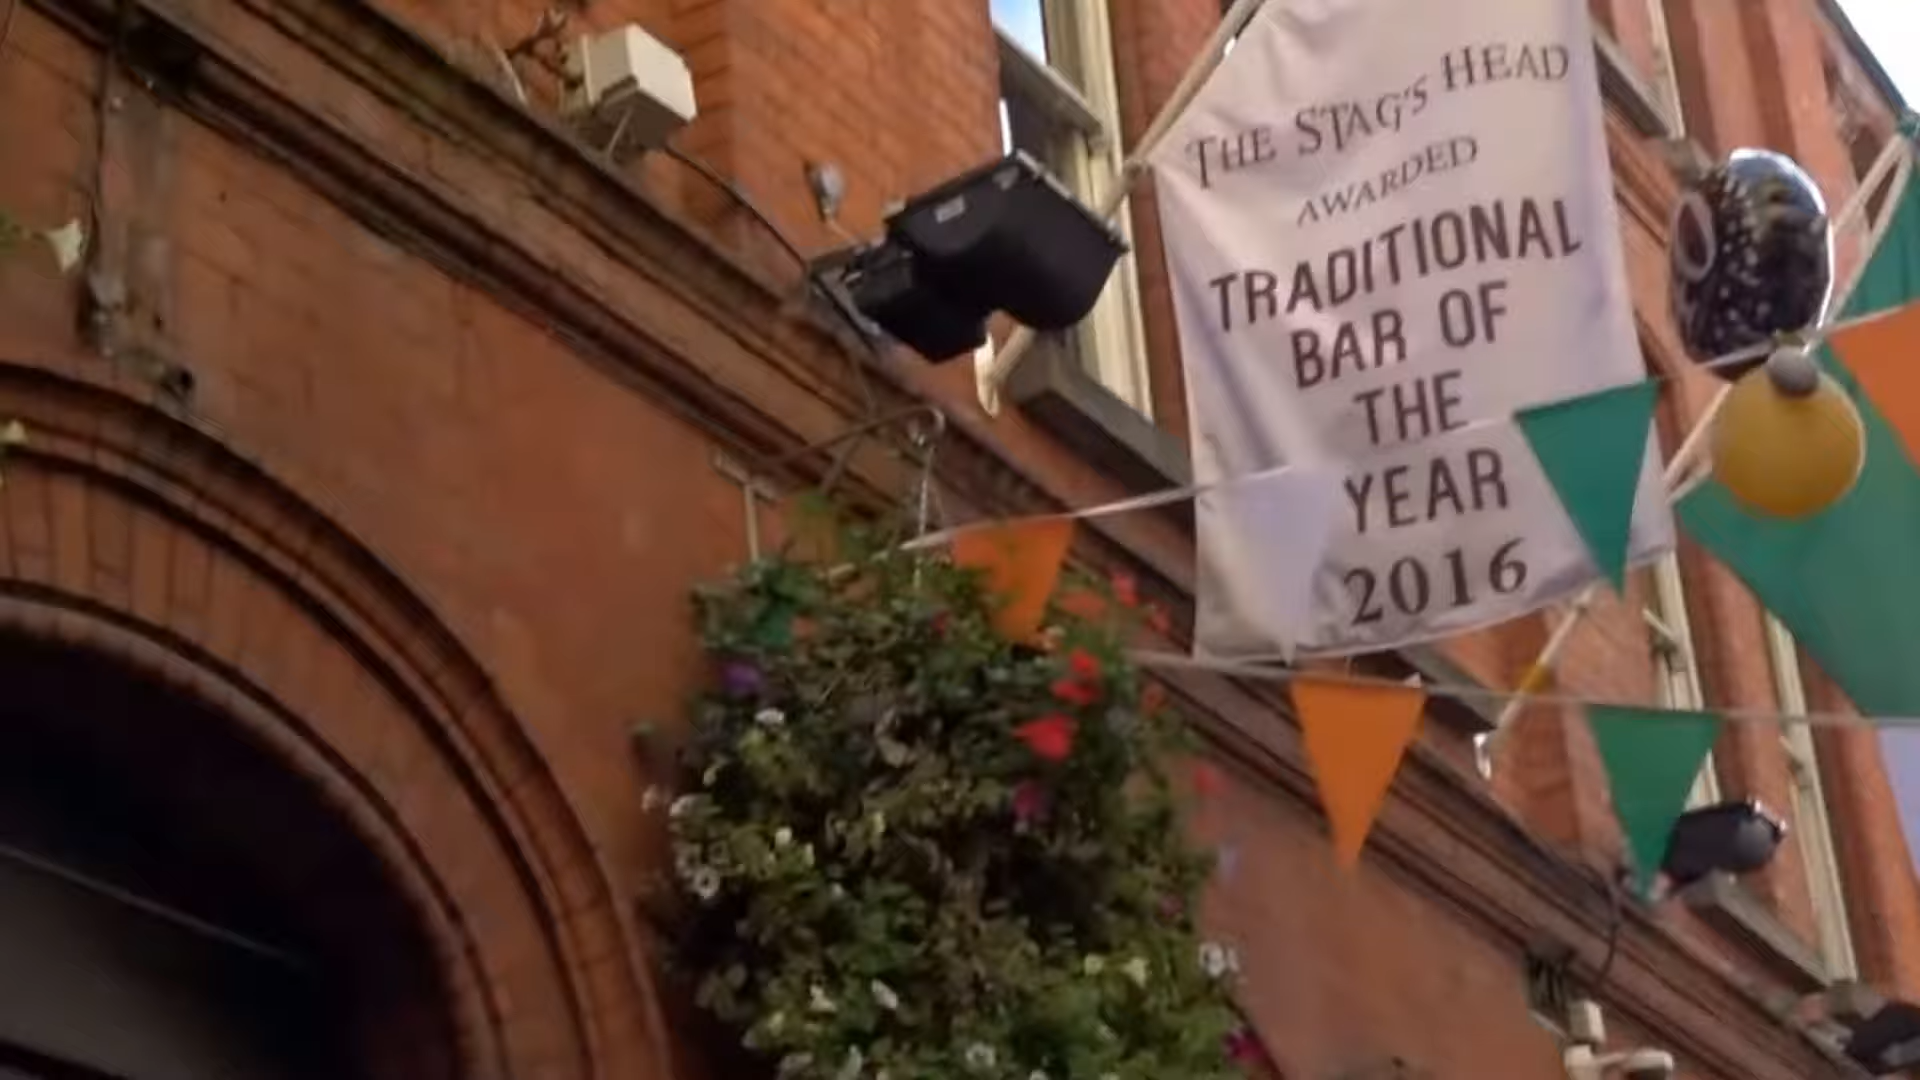 THE STAG'S HEAD
AWARDED
TRADITIONAL
BAR OF
THE
YEAR
2016